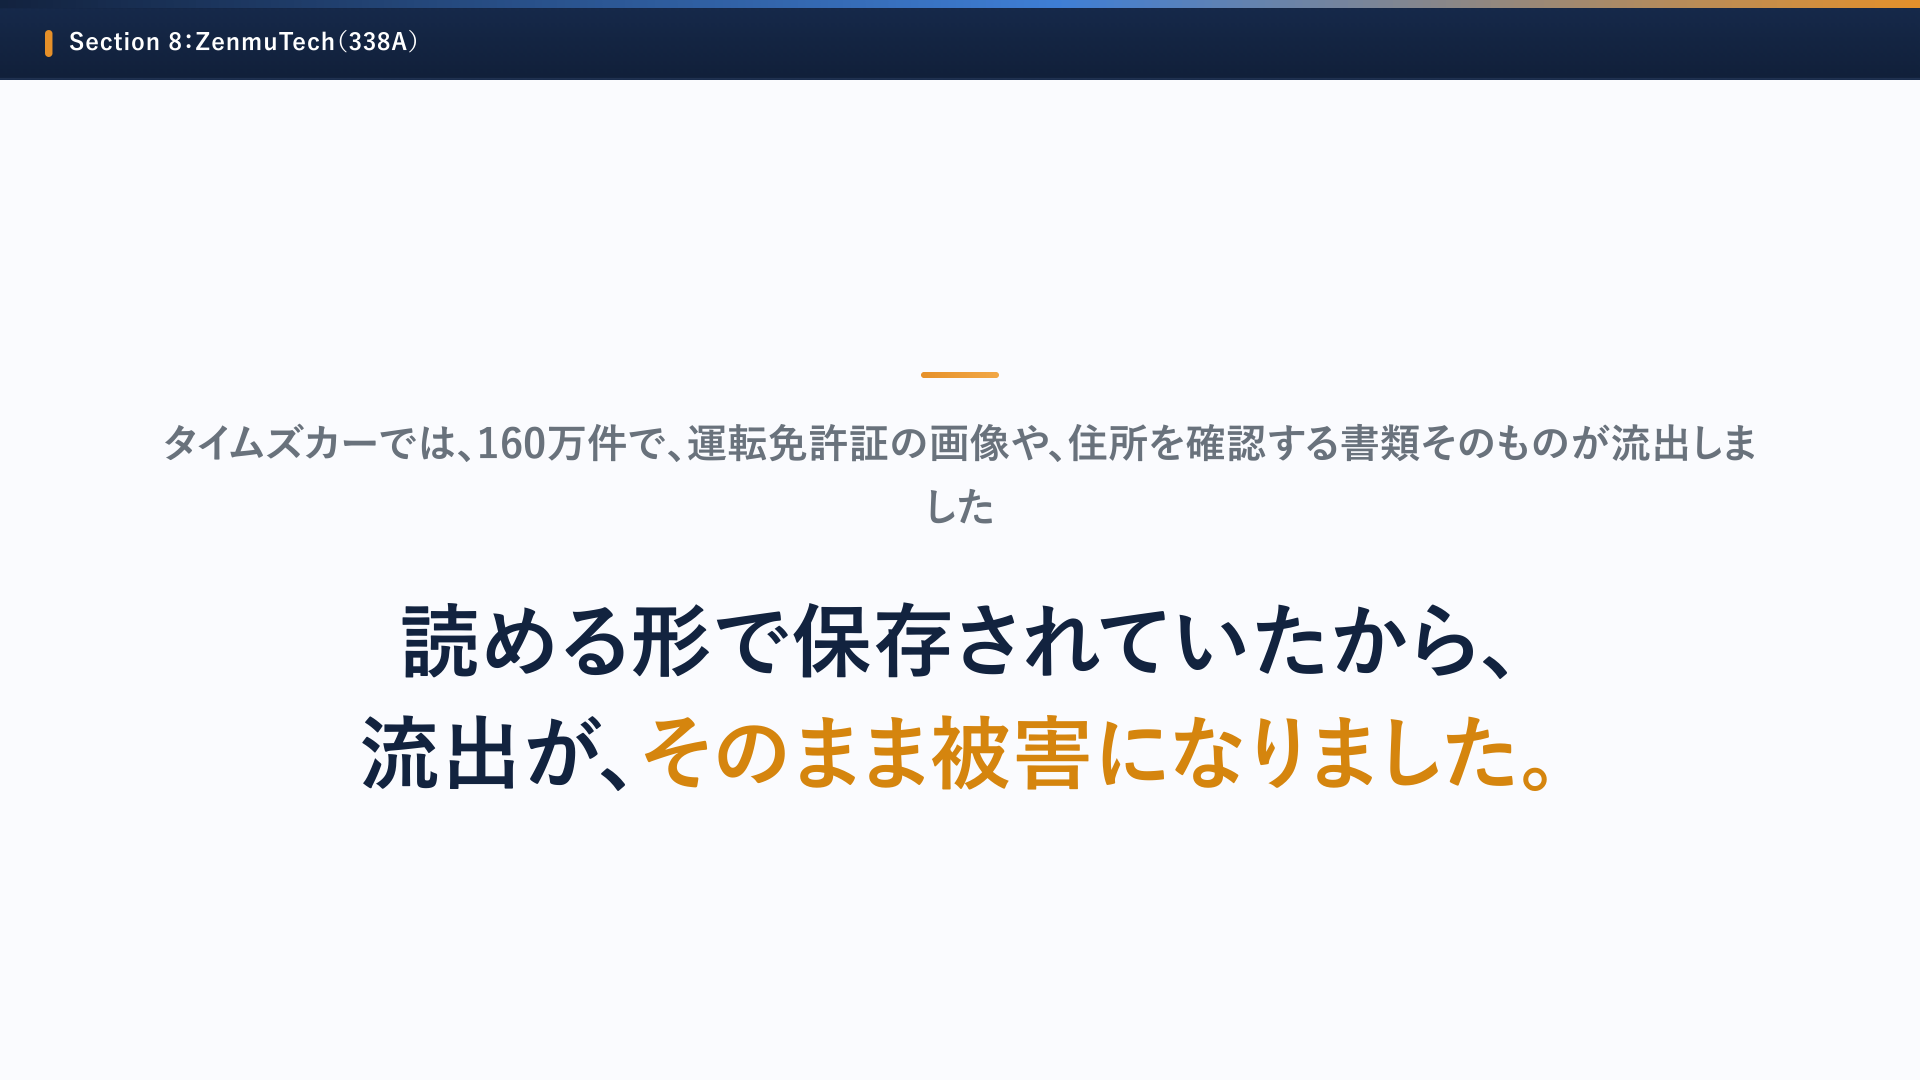 Section 8：ZenmuTech（338A）
タイムズカーでは、160万件で、運転免許証の画像や、住所を確認する書類そのものが流出しま
した
読める形で保存されていたから、
流出が、そのまま被害になりました。